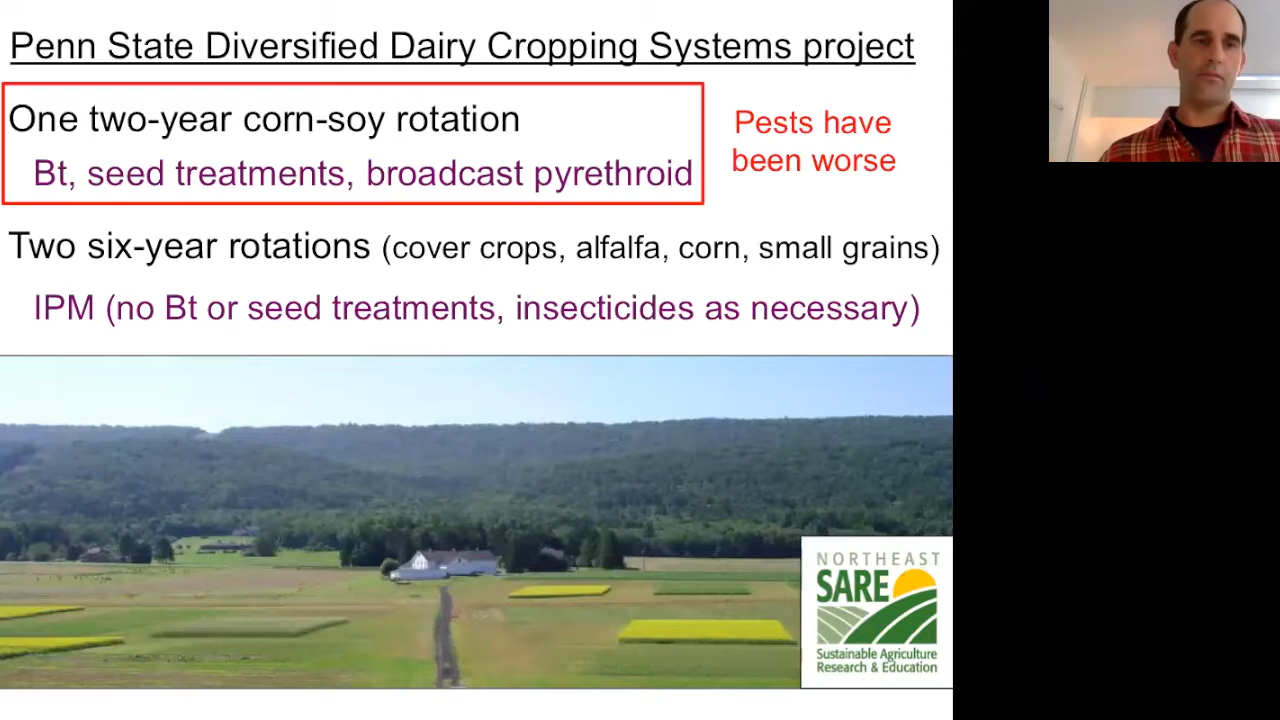 Penn State Diversified Dairy Cropping Systems project
One two-year corn-soy rotation
Bt, seed treatments, broadcast pyrethroid
Pests have
been worse
Two six-year rotations (cover crops, alfalfa, corn, small grains)
IPM (no Bt or seed treatments, insecticides as necessary)
NORTHEAST
SARE
Sustainable Agriculture
Research & Education